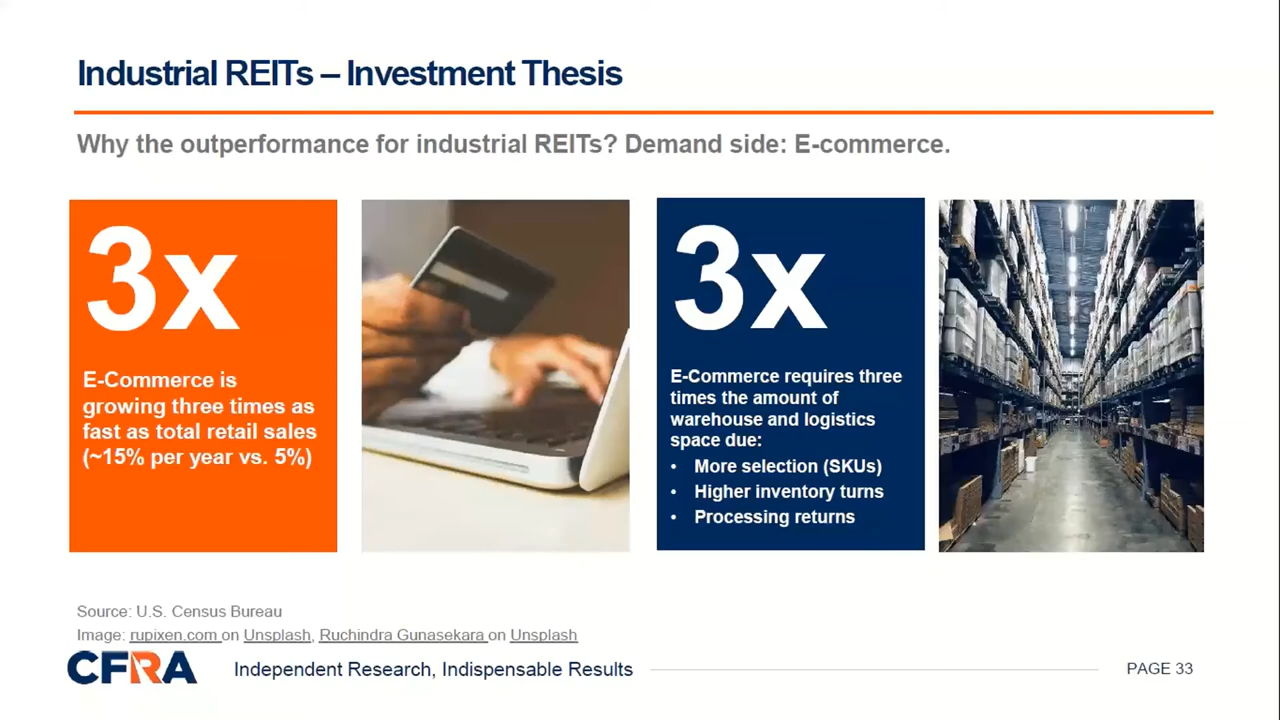 Industrial REITs – Investment Thesis
Why the outperformance for industrial REITs? Demand side: E-commerce.
3x
E-Commerce is
growing three times as
fast as total retail sales
(~15% per year vs. 5%)
3x
E-Commerce requires three
times the amount of
warehouse and logistics
space due:
• More selection (SKUs)
• Higher inventory turns
• Processing returns
Source: U.S. Census Bureau
Image: rupixen.com on Unsplash, Ruchindra Gunasekara on Unsplash
CFRA
Independent Research, Indispensable Results
PAGE 33